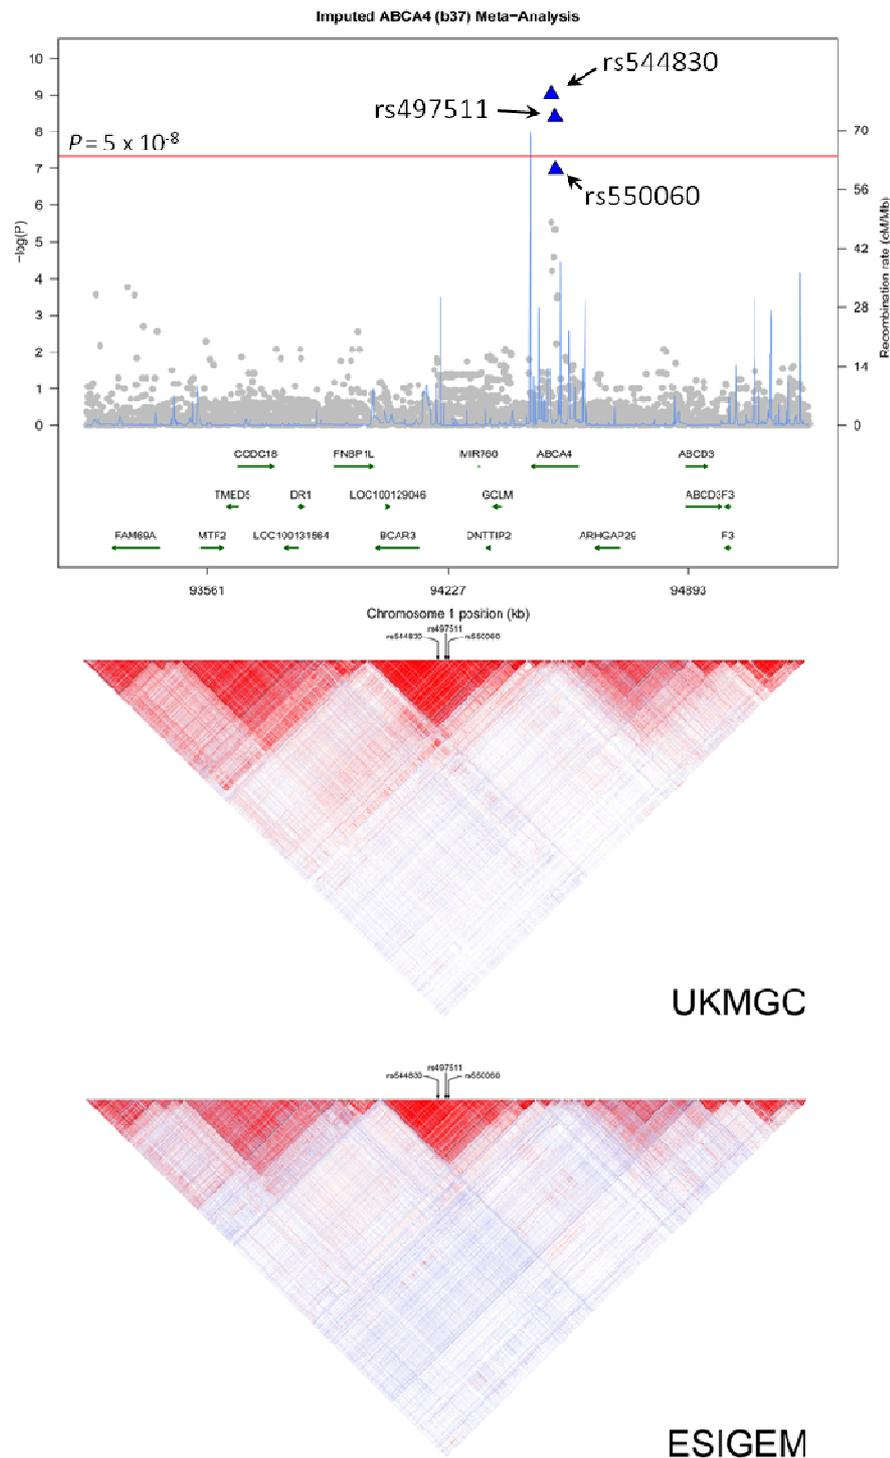 Imputed ABCA4 (b37) Meta−Analysis
10
9
8
7
6
5
4
3
2
1
0
−log(P)
P = 5 x 10-8
rs544830
rs497511
rs550060
70
56
42
28
14
0
Recombination rate (cM/Mb)
CCDC18 FNBP1L MIR760 ABCA4 ABCD3
TMED5 DR1 LOC100129046 GCLM ABCD3 F3
FAM69A MTF2 LOC100131564 BCAR3 DNTTIP2 ARHGAP29 F3
93561 94227 94893
Chromosome 1 position (kb)
rs497511
rs544830 rs550060
UKMGC
rs497511
rs544830 rs550060
ESIGEM